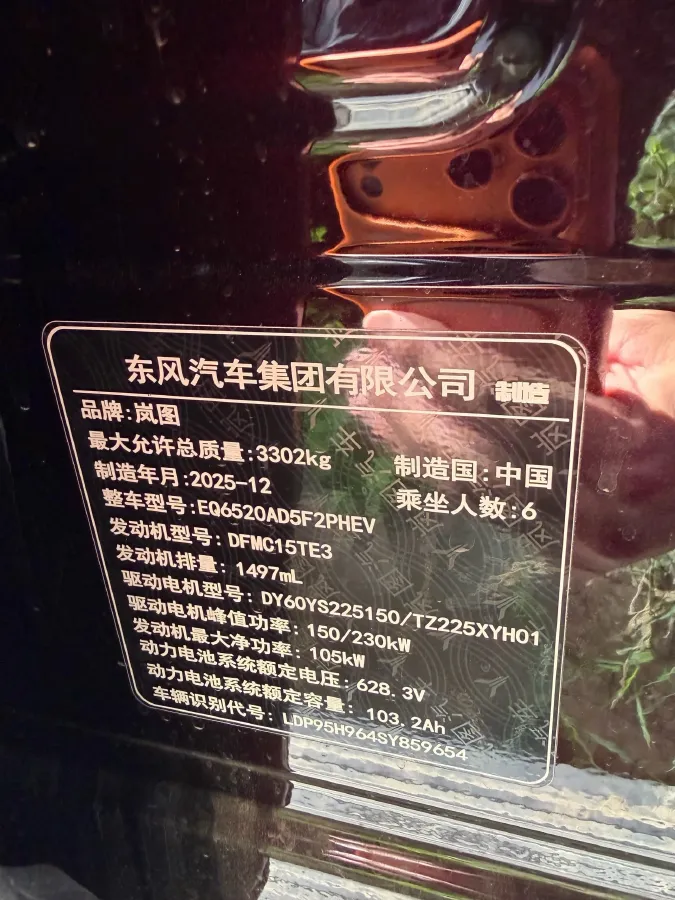 东风汽车集团有限公司 制造
品牌:岚图
最大允许总质量:3302kg
制造国:中国
制造年月:2025-12
乘坐人数:6
整车型号:EQ6520AD5F2PHEV
发动机型号:DFMC15TE3
发动机排量:1497mL
驱动电机型号:DY60YS225150/TZ225XYH01
驱动电机峰值功率:150/230kW
发动机最大净功率:105kW
动力电池系统额定电压:628.3V
动力电池系统额定容量:103.2Ah
车辆识别代号:LDP95H964SY859654